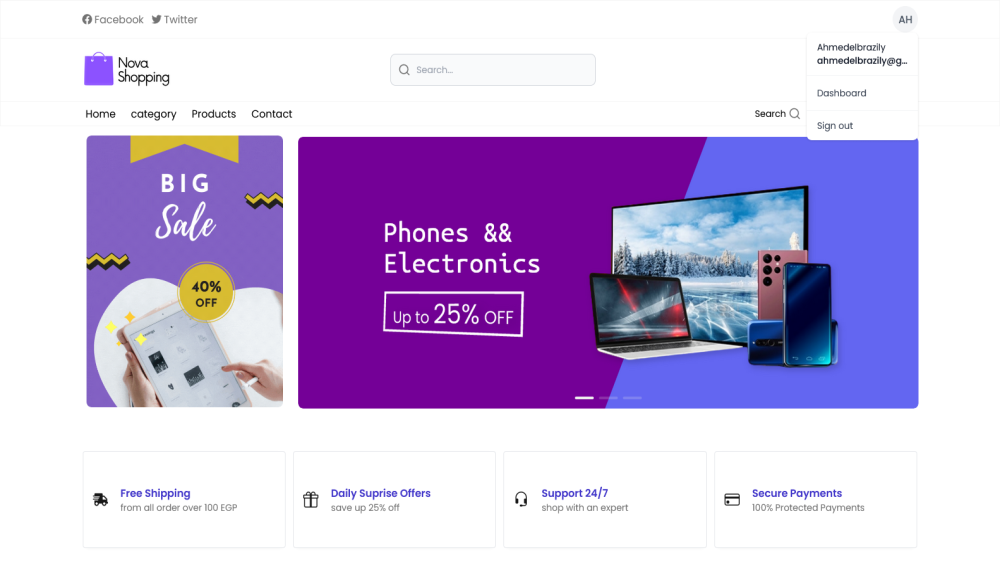 Facebook Twitter
AH
Ahmedelbrazily
ahmedelbrazily@g...
Dashboard
Sign out
Nova
Shopping
Search...
Home category Products Contact
Search
BIG
Sale
40%
OFF
Phones &&
Electronics
Up to 25% OFF
Free Shipping
from all order over 100 EGP
Daily Suprise Offers
save up 25% off
Support 24/7
shop with an expert
Secure Payments
100% Protected Payments